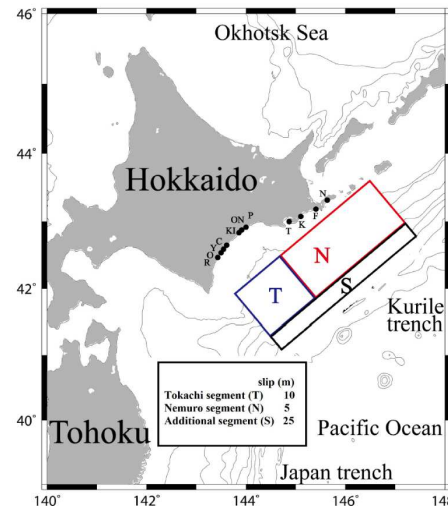 46°
Okhotsk Sea
44°
Hokkaido
N
ON P
F
KI
T K
C
Y
O
R
N
42°
T
S
Kurile
trench
slip (m)
Tokachi segment (T) 10
Nemuro segment (N) 5
Additional segment (S) 25
40°
Tohoku
Pacific Ocean
Japan trench
140° 142° 144° 146° 148